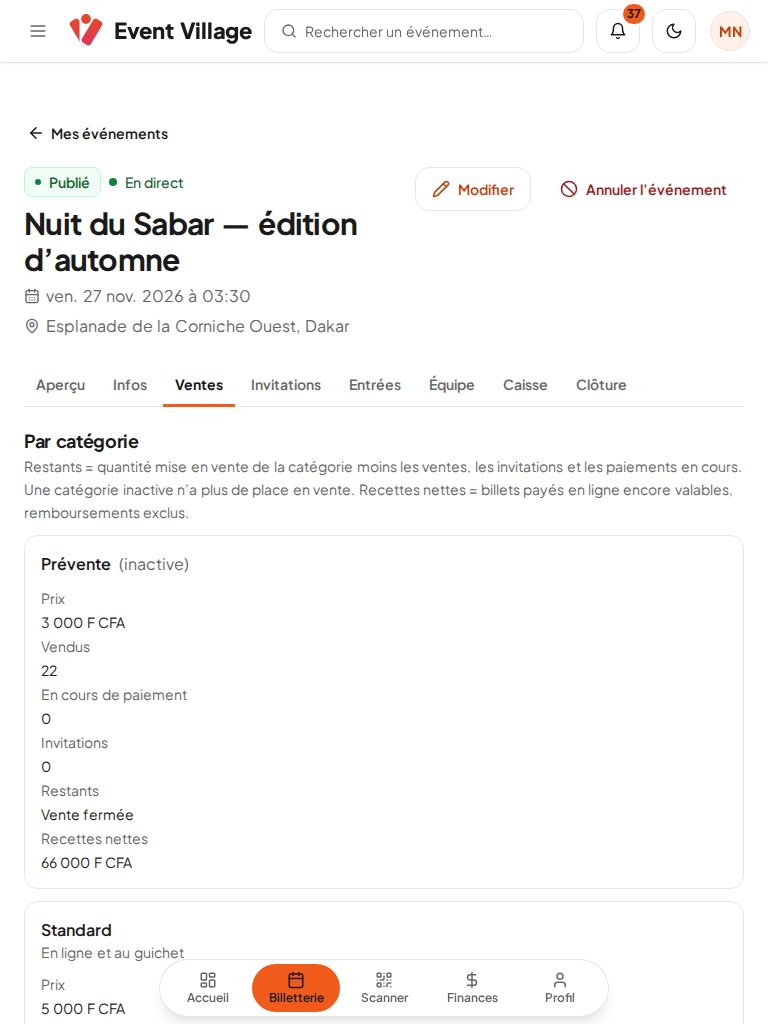 Event Village
Rechercher un événement…
37
MN
Mes événements
Publié
En direct
Modifier
Annuler l’événement
Nuit du Sabar — édition
d’automne
ven. 27 nov. 2026 à 03:30
Esplanade de la Corniche Ouest, Dakar
Aperçu
Infos
Ventes
Invitations
Entrées
Équipe
Caisse
Clôture
Par catégorie
Restants = quantité mise en vente de la catégorie moins les ventes, les invitations et les paiements en cours.
Une catégorie inactive n’a plus de place en vente. Recettes nettes = billets payés en ligne encore valables,
remboursements exclus.
Prévente (inactive)
Prix
3 000 F CFA
Vendus
22
En cours de paiement
0
Invitations
0
Restants
Vente fermée
Recettes nettes
66 000 F CFA
Standard
En ligne et au guichet
Prix
5 000 F CFA
Accueil
Billetterie
Scanner
Finances
Profil